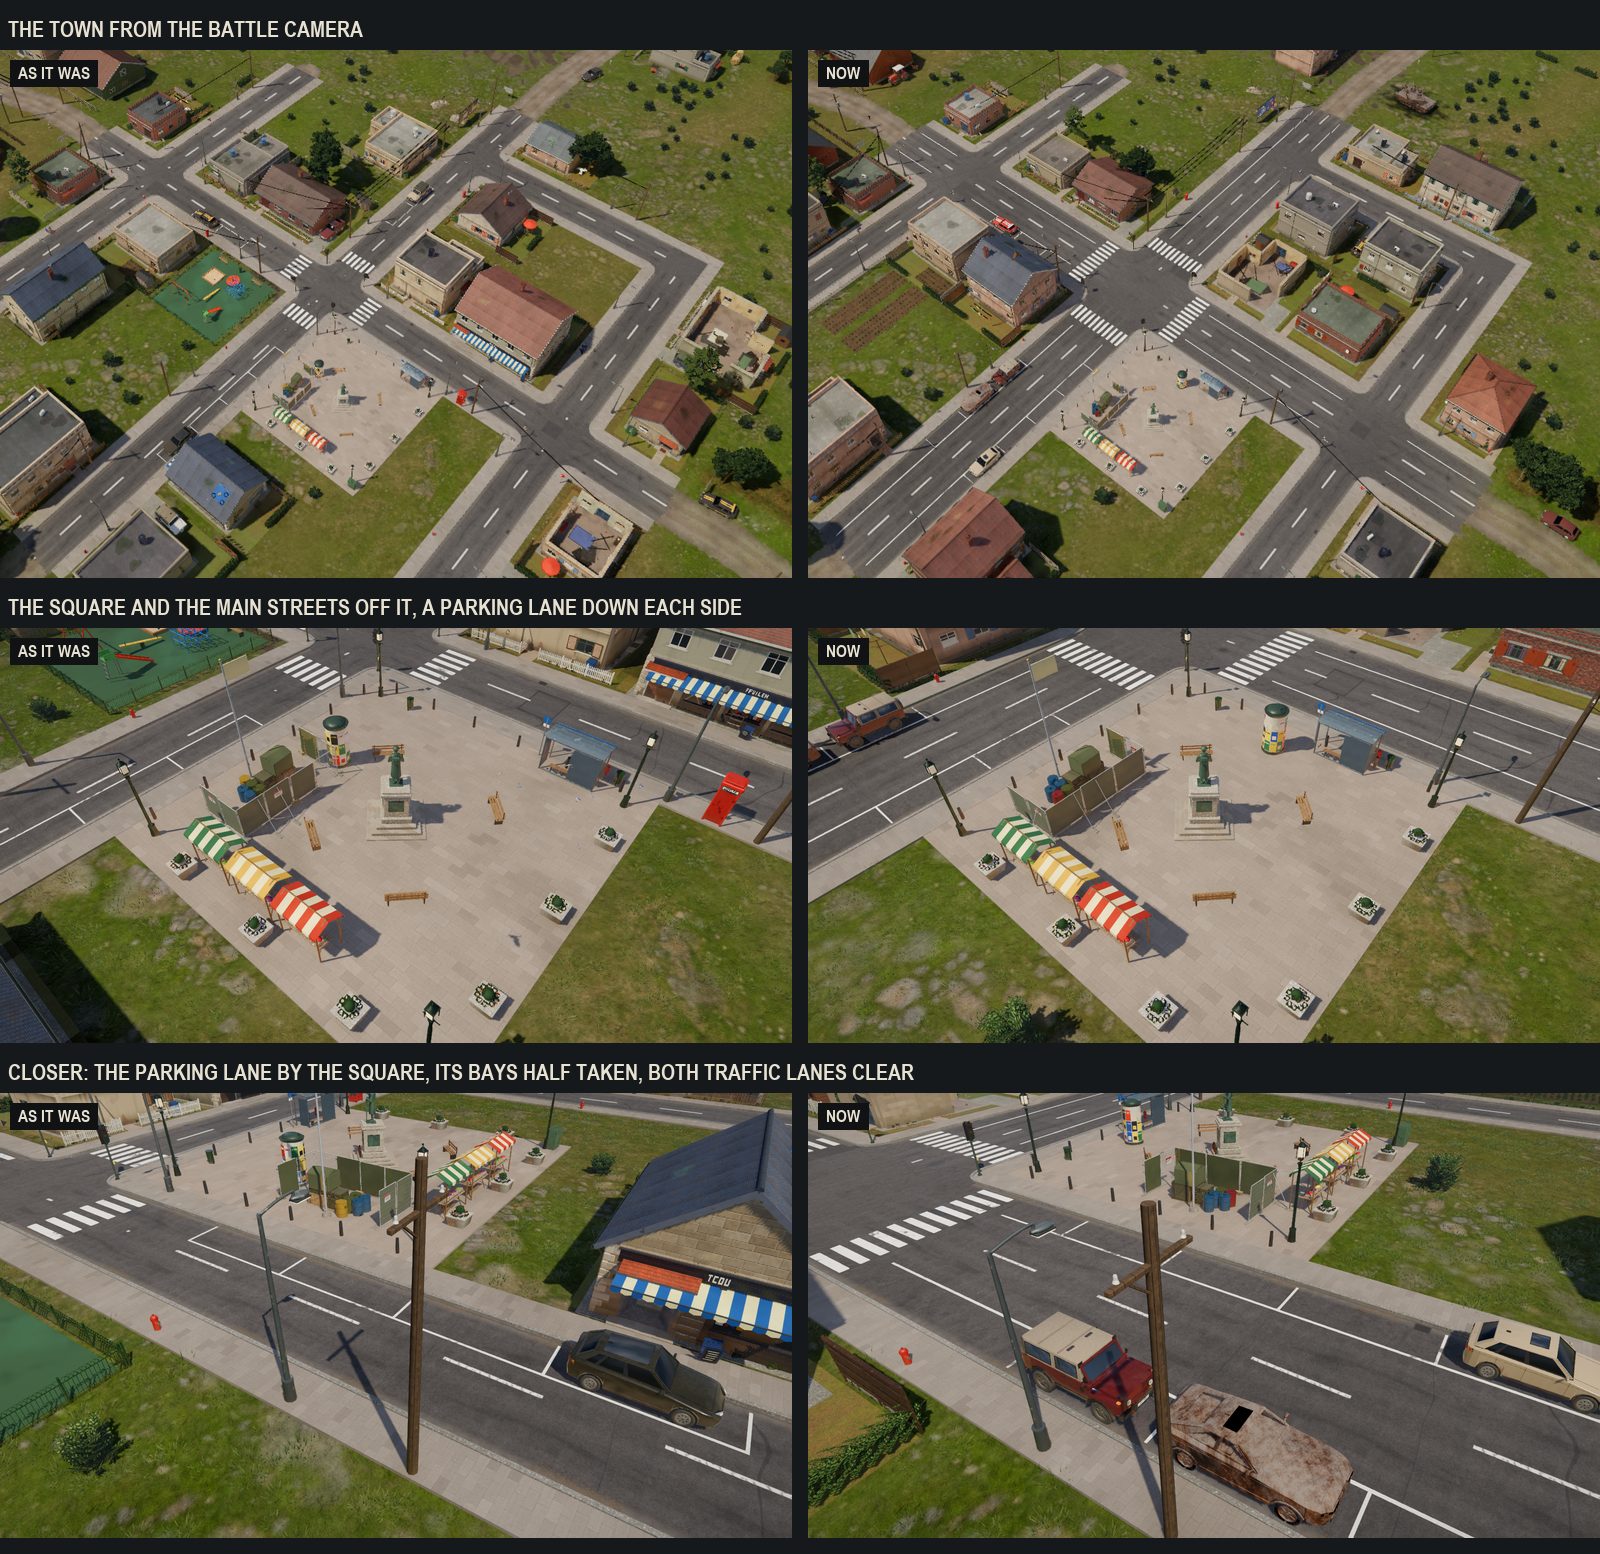 THE TOWN FROM THE BATTLE CAMERA
AS IT WAS
NOW
THE SQUARE AND THE MAIN STREETS OFF IT, A PARKING LANE DOWN EACH SIDE
AS IT WAS
NOW
CLOSER: THE PARKING LANE BY THE SQUARE, ITS BAYS HALF TAKEN, BOTH TRAFFIC LANES CLEAR
AS IT WAS
NOW